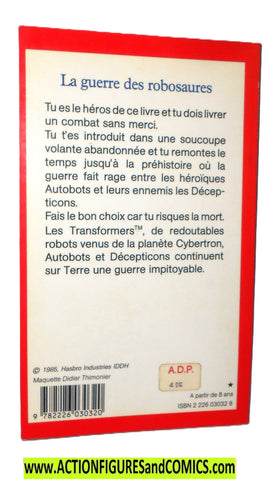 La guerre des robosaures
Tu es le héros de ce livre et tu dois livrer
un combat sans merci.
Tu t'es introduit dans une soucoupe
volante abandonnée et tu remontes le
temps jusqu'à la préhistoire où la
guerre fait rage entre les héroïques
Autobots et leurs ennemis les Décep-
ticons.
Fais le bon choix car tu risques la mort.
Les Transformers™, de redoutables
robots venus de la planète Cybertron,
Autobots et Décepticons continuent
sur Terre une guerre impitoyable.
© 1985, Hasbro Industries IDDH
Maquette Didier Thimonier
A.D.P.
9 782226 030320
★
A partir de 8 ans
ISBN 2 226 03032 8
www.ACTIONFIGURESandCOMICS.com